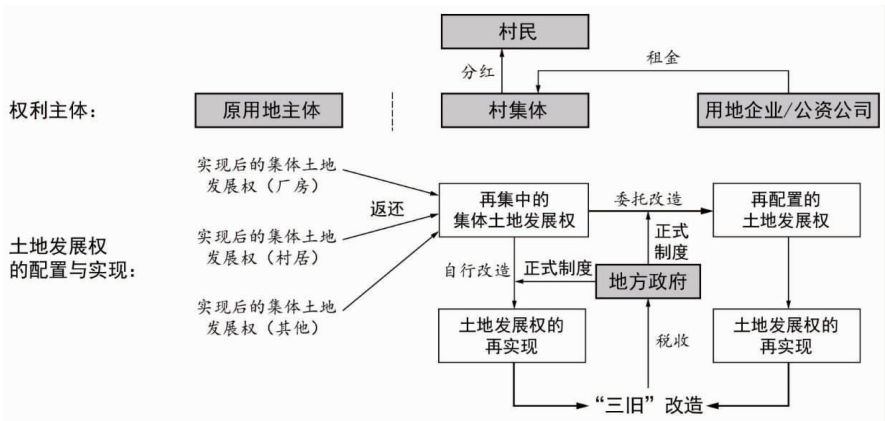 村民
分红
租金
权利主体：
原用地主体
村集体
用地企业/公资公司
实现后的集体土地
发展权（厂房）
返还
再集中的
集体土地发展权
委托改造
再配置的
土地发展权
土地发展权
的配置与实现：
实现后的集体土地
发展权（村居）
正式
制度
自行改造
正式制度
地方政府
实现后的集体土地
发展权（其他）
土地发展权的
再实现
税收
土地发展权的
再实现
“三旧”改造